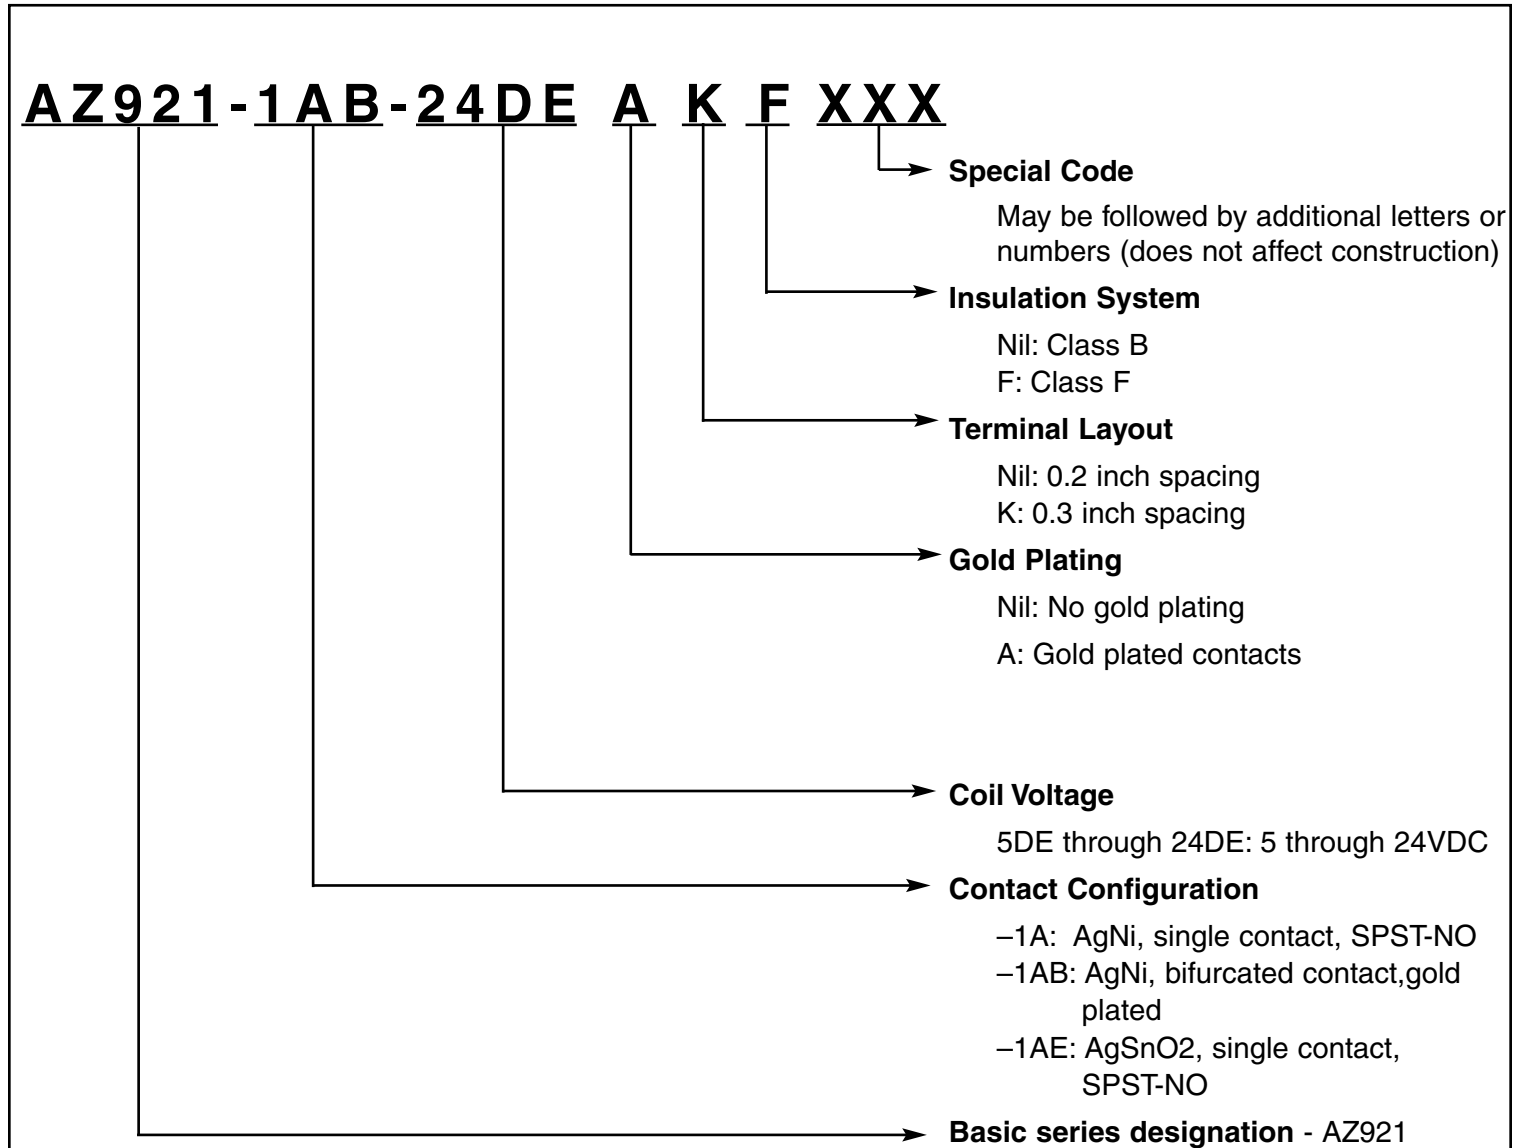 AZ921-1AB-24DE A K F XXX
Special Code
May be followed by additional letters or
numbers (does not affect construction)
Insulation System
Nil: Class B
F: Class F
Terminal Layout
Nil: 0.2 inch spacing
K: 0.3 inch spacing
Gold Plating
Nil: No gold plating
A: Gold plated contacts
Coil Voltage
5DE through 24DE: 5 through 24VDC
Contact Configuration
–1A: AgNi, single contact, SPST-NO
–1AB: AgNi, bifurcated contact,gold
plated
–1AE: AgSnO2, single contact,
SPST-NO
Basic series designation - AZ921